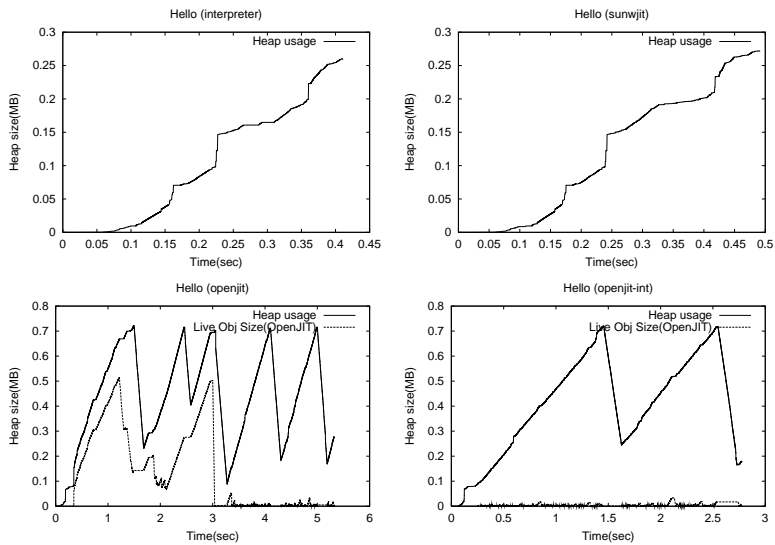 Hello (interpreter)
Heap usage
Heap size(MB)
0.3
0.25
0.2
0.15
0.1
0.05
0
0 0.05 0.1 0.15 0.2 0.25 0.3 0.35 0.4 0.45
Time(sec)
Hello (sunwjit)
Heap usage
Heap size(MB)
0.3
0.25
0.2
0.15
0.1
0.05
0
0 0.05 0.1 0.15 0.2 0.25 0.3 0.35 0.4 0.45 0.5
Time(sec)
Hello (openjit)
Heap usage
Live Obj Size(OpenJIT)
Heap size(MB)
0.8
0.7
0.6
0.5
0.4
0.3
0.2
0.1
0
0 1 2 3 4 5 6
Time(sec)
Hello (openjit-int)
Heap usage
Live Obj Size(OpenJIT)
Heap size(MB)
0.8
0.7
0.6
0.5
0.4
0.3
0.2
0.1
0
0 0.5 1 1.5 2 2.5 3
Time(sec)